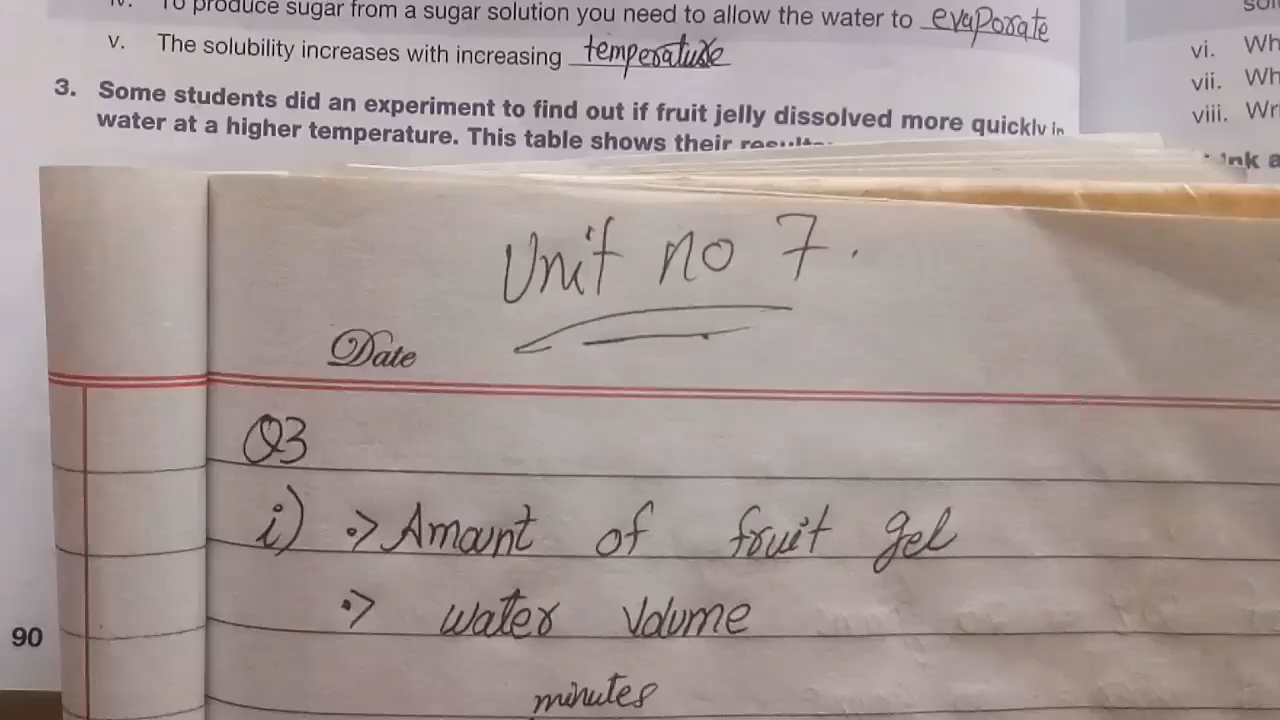 To produce sugar from a sugar solution you need to allow the water to evaporate
v. The solubility increases with increasing temperature
3. Some students did an experiment to find out if fruit jelly dissolved more quickly in
water at a higher temperature. This table shows their
vi. Wh
vii. Wh
viii. Wr
Unit no 7.
Date
Q3
i) Amount of fruit gel
water volume
minutes
90